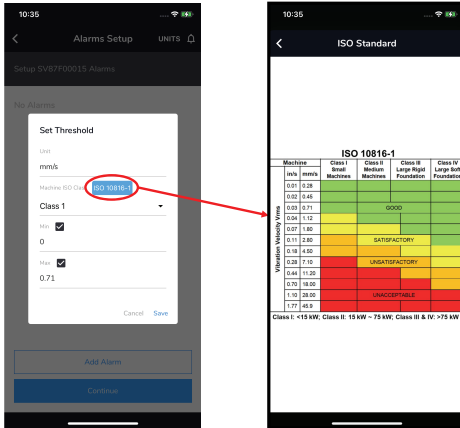 10:35
Alarms Setup
UNITS
Setup SV87F00015 Alarms
No Alarms
Set Threshold
Unit
mm/s
Machine ISO Class
ISO 10816-1
Class 1
Min
0
Max
0.71
Cancel Save
Add Alarm
Continue
10:35
ISO Standard
ISO 10816-1
Machine Class I Class II Class III Class IV
in/s mm/s Small Machines Medium Machines Large Rigid Foundation Large Soft Foundation
Vibration Velocity Vrms
0.01 0.28
0.02 0.45
0.03 0.71 GOOD
0.04 1.12
0.07 1.80
0.11 2.80 SATISFACTORY
0.18 4.50
0.28 7.10 UNSATISFACTORY
0.44 11.20
0.70 18.00
1.10 28.00 UNACCEPTABLE
1.77 45.9
Class I: <15 kW; Class II: 15 kW ~ 75 kW; Class III & IV: >75 kW